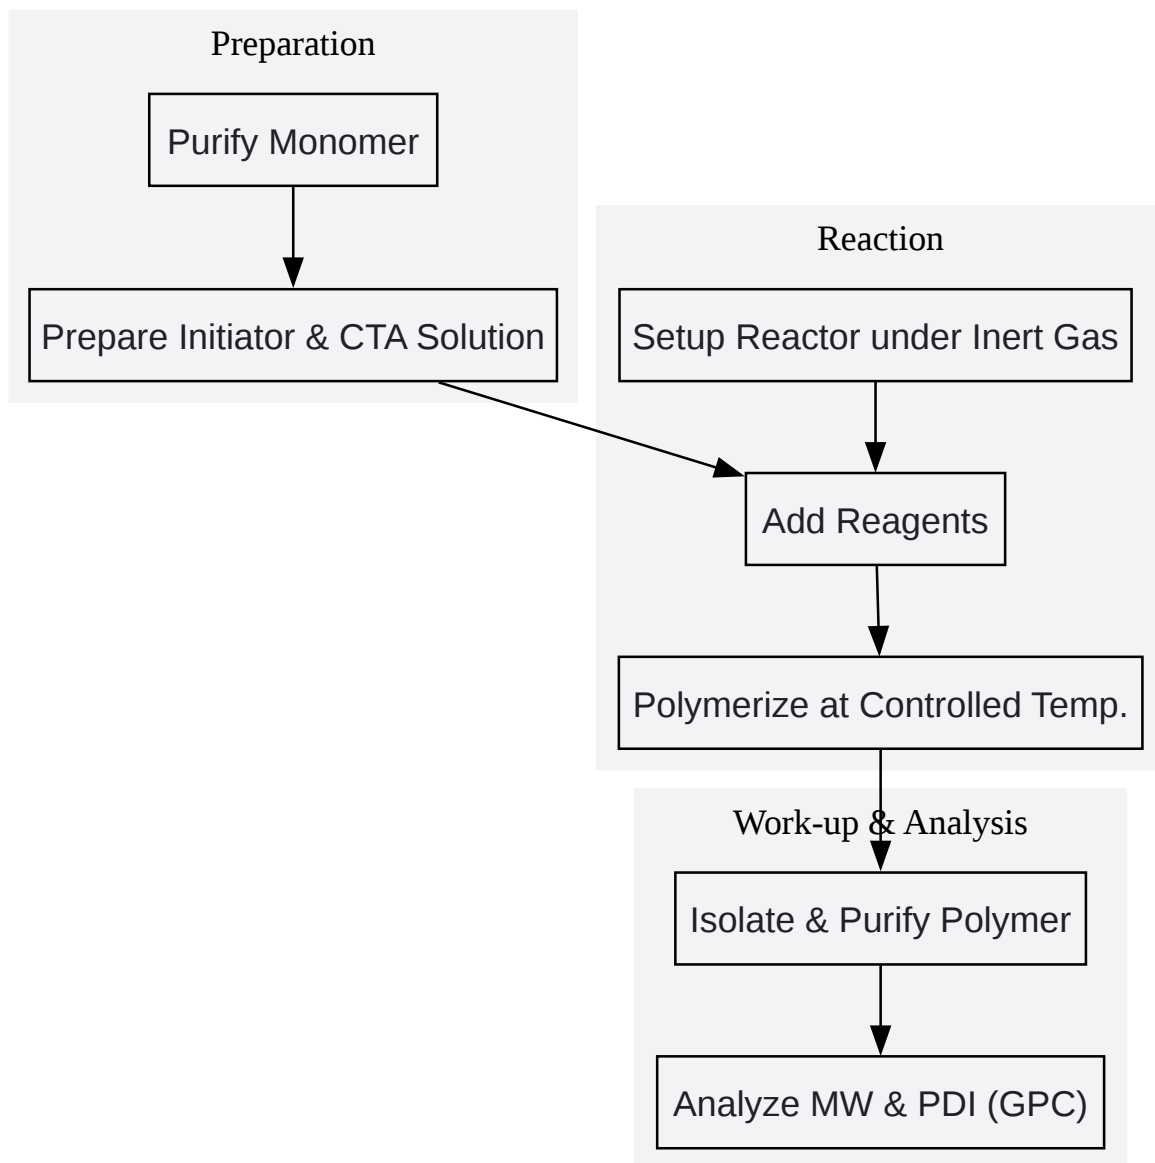 Preparation
Purify Monomer
Prepare Initiator & CTA Solution
Reaction
Setup Reactor under Inert Gas
Add Reagents
Polymerize at Controlled Temp.
Work-up & Analysis
Isolate & Purify Polymer
Analyze MW & PDI (GPC)